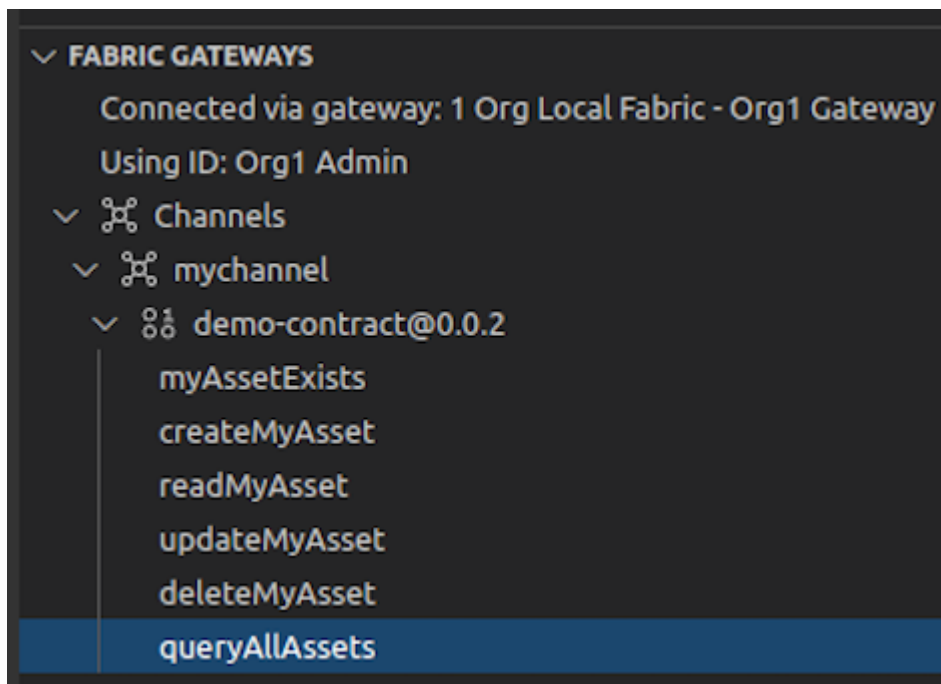 FABRIC GATEWAYS
Connected via gateway: 1 Org Local Fabric - Org1 Gateway
Using ID: Org1 Admin
Channels
mychannel
demo-contract@0.0.2
myAssetExists
createMyAsset
readMyAsset
updateMyAsset
deleteMyAsset
queryAllAssets